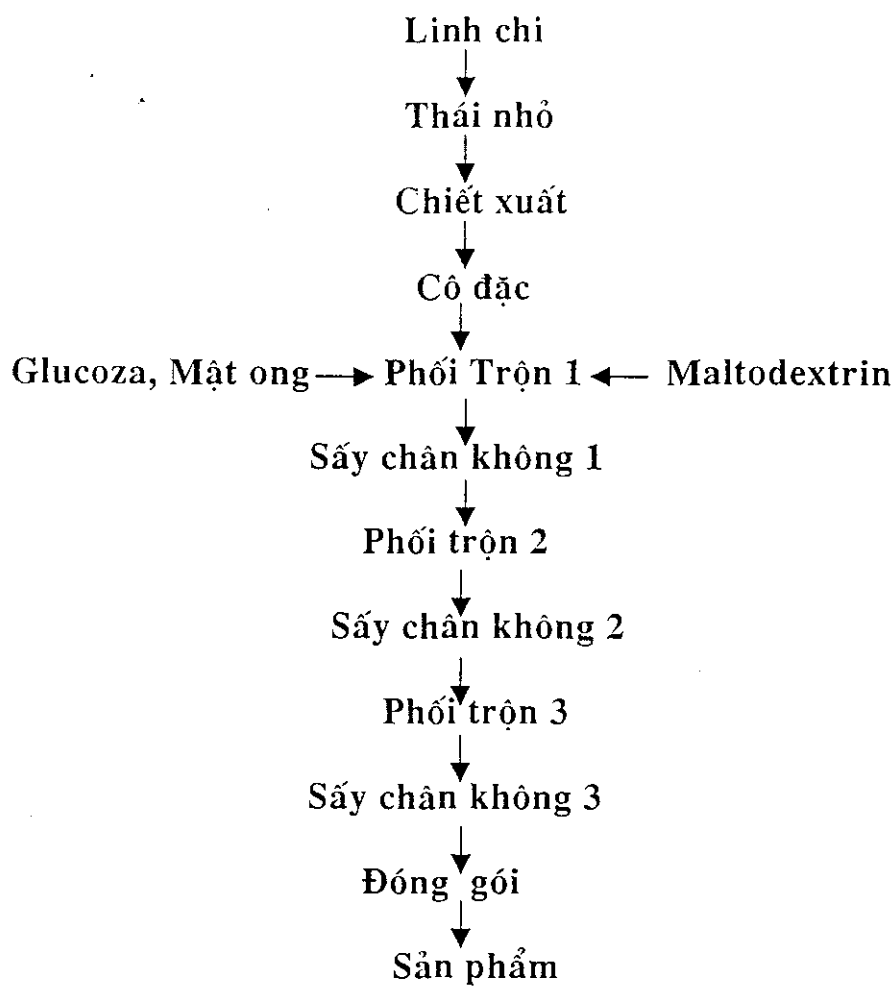 Linh chi
Thái nhỏ
Chiết xuất
Cô đặc
Glucoza, Mật ong Phối Trộn 1 Maltodextrin
Sấy chân không 1
Phối trộn 2
Sấy chân không 2
Phối trộn 3
Sấy chân không 3
Đóng gói
Sản phẩm